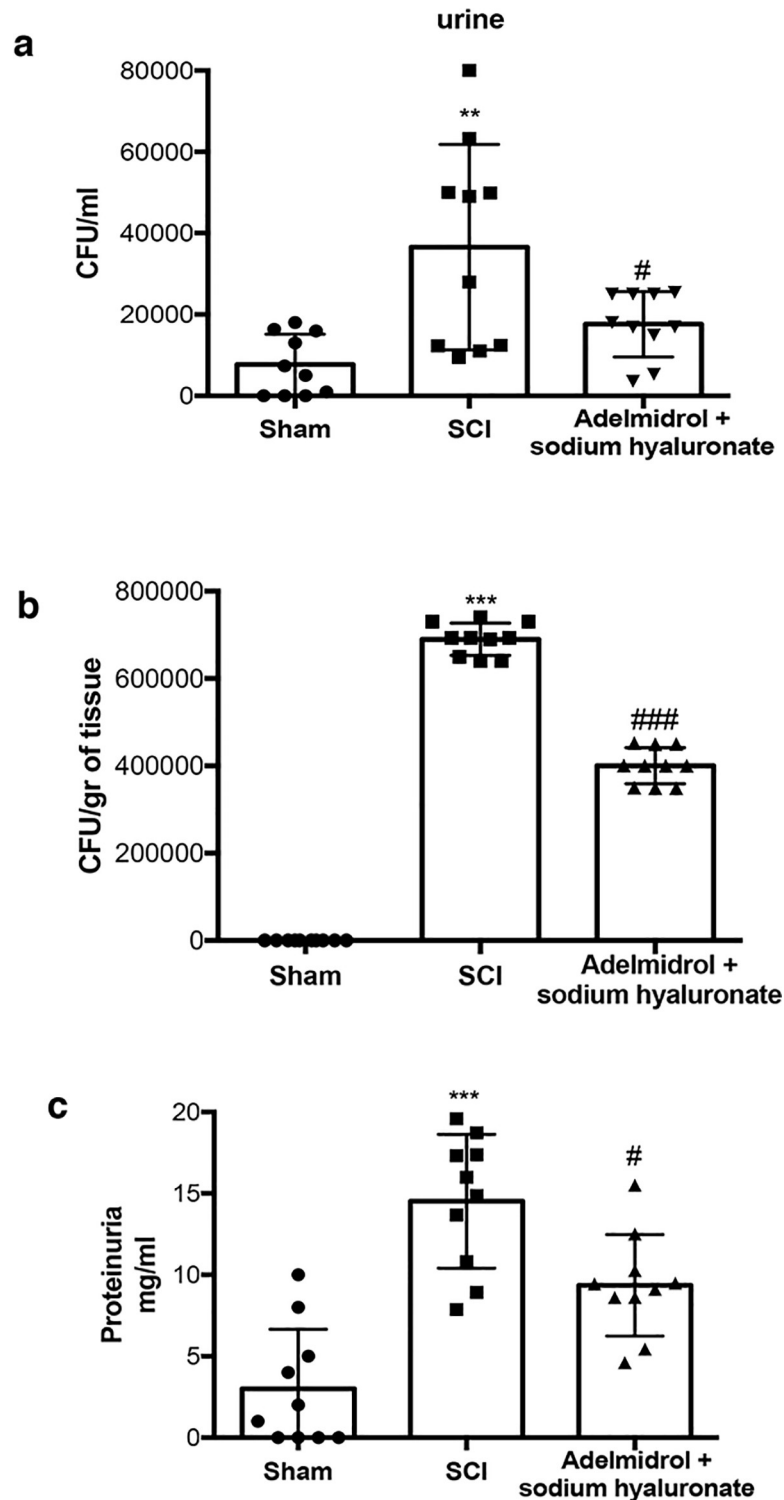 a
urine
CFU/ml
80000
60000
40000
20000
0
**
#
Sham
SCI
Adelmidrol +
sodium hyaluronate
b
CFU/gr of tissue
800000
600000
400000
200000
0
***
###
Sham
SCI
Adelmidrol +
sodium hyaluronate
c
Proteinuria
mg/ml
20
15
10
5
0
***
#
Sham
SCI
Adelmidrol +
sodium hyaluronate